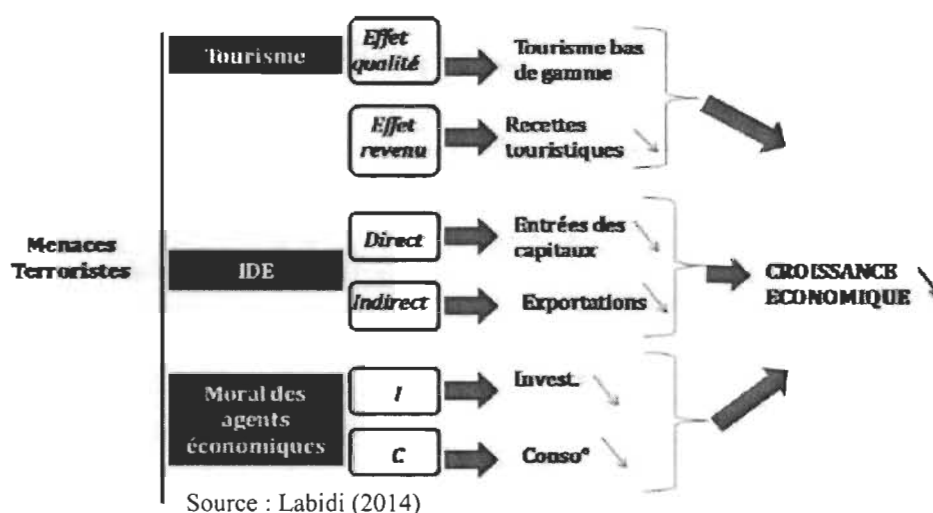 Menaces
Terroristes
Tourisme
Effet
qualité
Tourisme bas
de gamme
Effet
revenu
Recettes
touristiques
IDE
Direct
Entrées des
capitaux
Indirect
Exportations
Moral des
agents
économiques
I
Invest.
C
Conso°
CROISSANCE
ECONOMIQUE
Source : Labidi (2014)